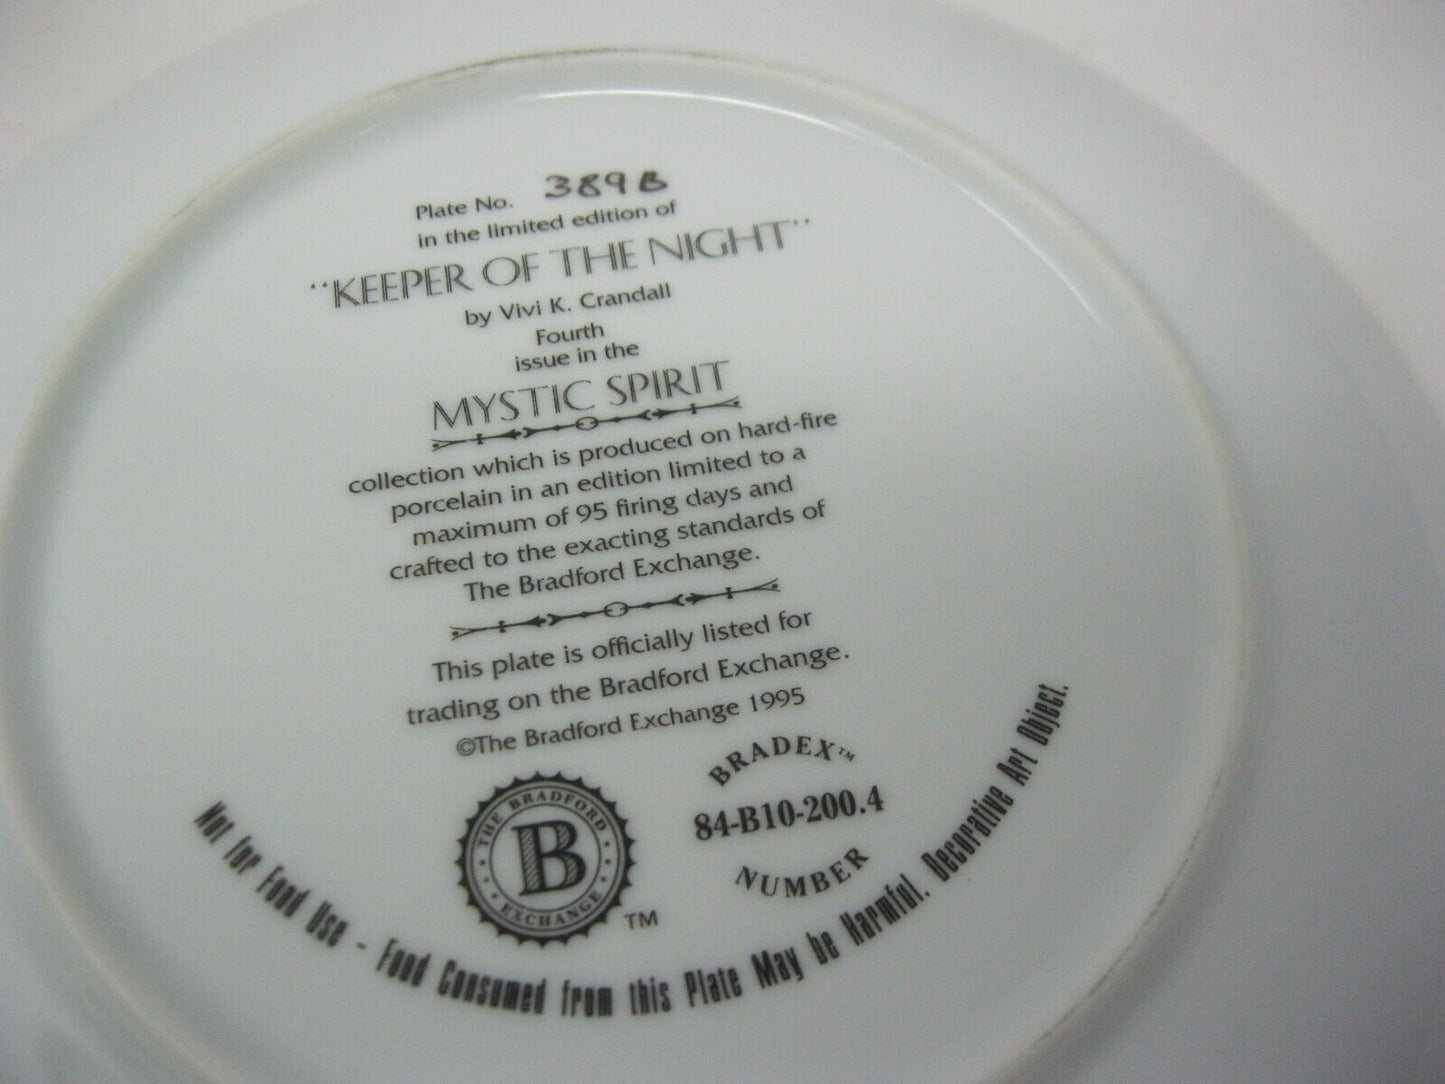 Plate No. 389B
in the limited edition of
"KEEPER OF THE NIGHT"
by Vivi K. Crandall
Fourth
issue in the
MYSTIC SPIRIT
collection which is produced on hard-fire
porcelain in an edition limited to a
maximum of 95 firing days and
crafted to the exacting standards of
The Bradford Exchange.
This plate is officially listed for
trading on the Bradford Exchange.
©The Bradford Exchange 1995
THE BRADFORD
B
EXCHANGE
TM
BRADEX™
84-B10-200.4
NUMBER
Not for Food Use - Food Consumed from this Plate May be Harmful. Decorative Art Object.